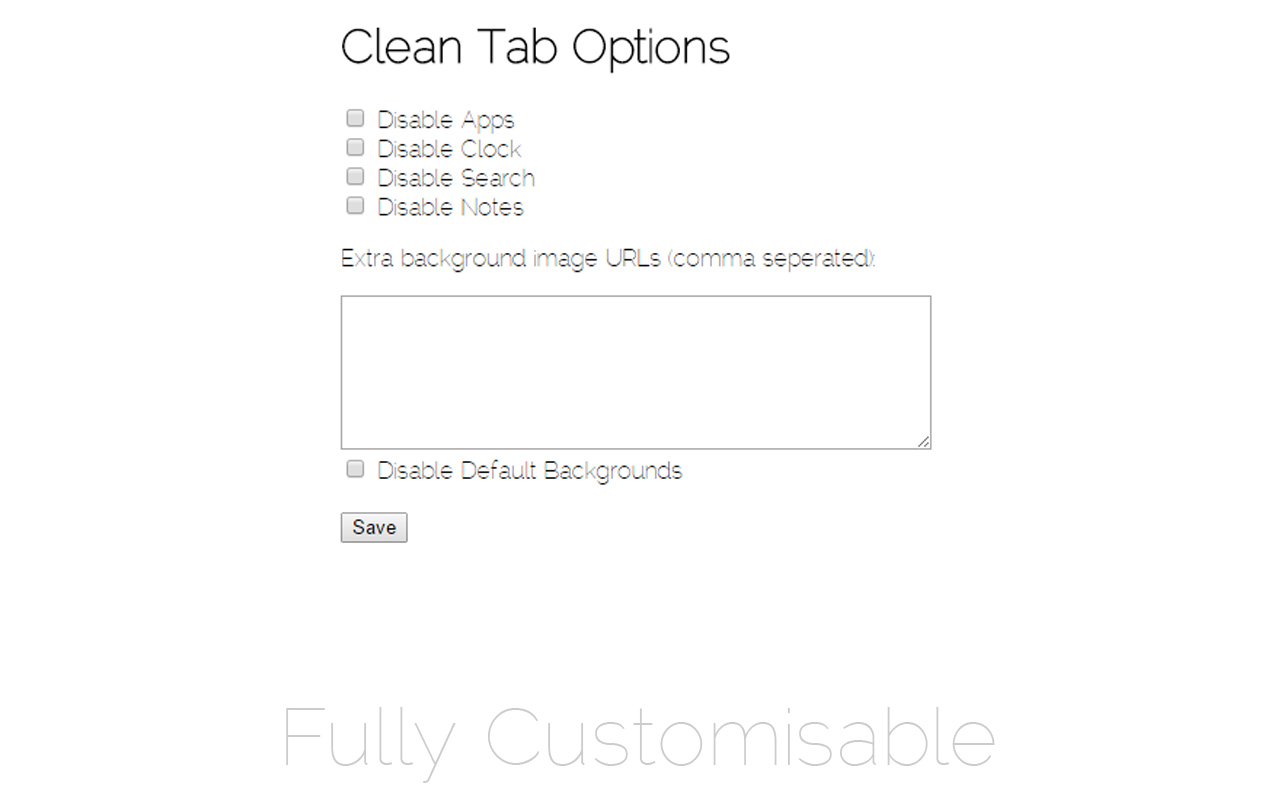 Clean Tab Options
Disable Apps
Disable Clock
Disable Search
Disable Notes
Extra background image URLs (comma seperated):
Disable Default Backgrounds
Save
Fully Customisable